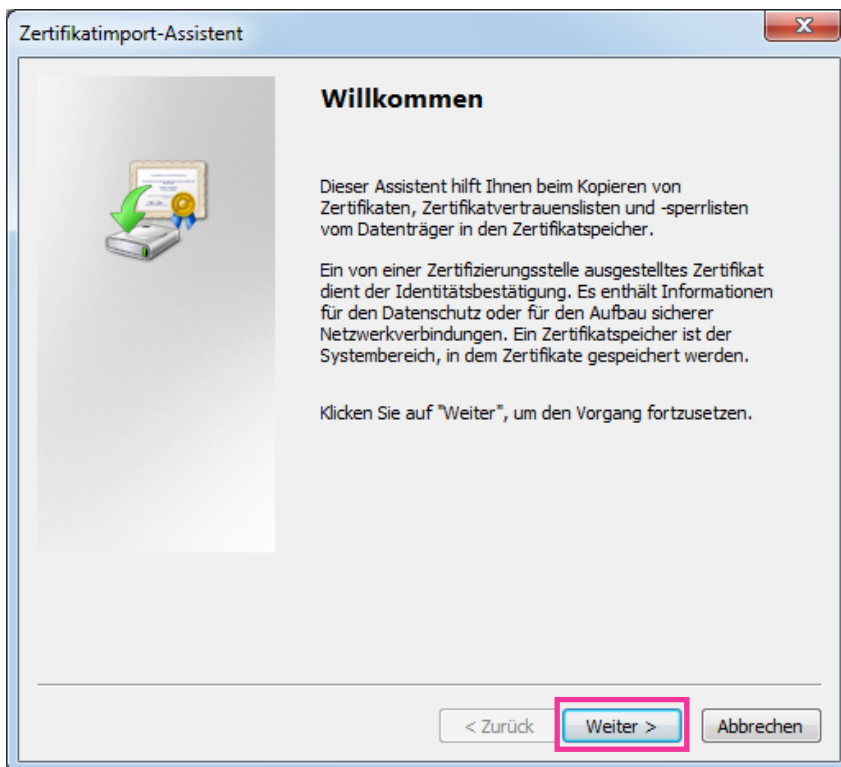 Zertifikatimport-Assistent
Willkommen
Dieser Assistent hilft Ihnen beim Kopieren von
Zertifikaten, Zertifikatvertrauenslisten und -sperrlisten
vom Datenträger in den Zertifikatspeicher.
Ein von einer Zertifizierungsstelle ausgestelltes Zertifikat
dient der Identitätsbestätigung. Es enthält Informationen
für den Datenschutz oder für den Aufbau sicherer
Netzwerkverbindungen. Ein Zertifikatspeicher ist der
Systembereich, in dem Zertifikate gespeichert werden.
Klicken Sie auf "Weiter", um den Vorgang fortzusetzen.
< Zurück Weiter > Abbrechen